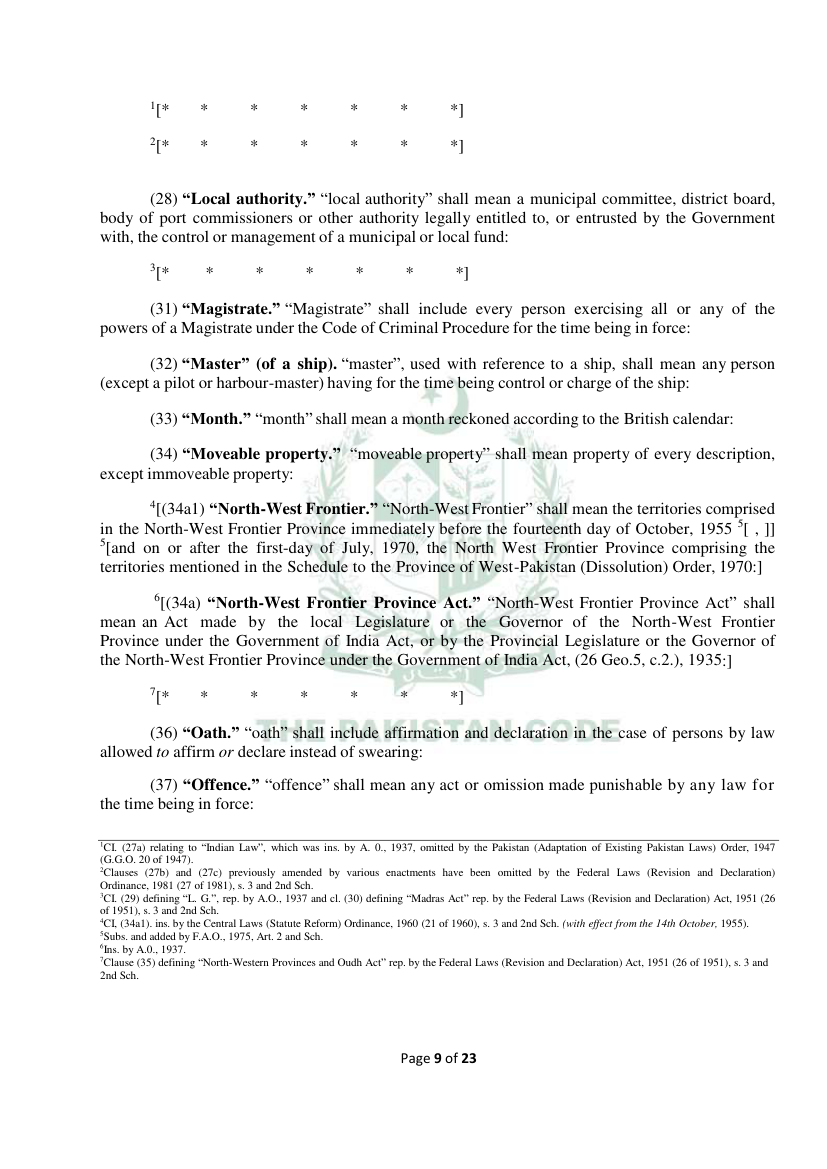 1[* * * * * * *]
2[* * * * * * *]
(28) “Local authority.” “local authority” shall mean a municipal committee, district board,
body of port commissioners or other authority legally entitled to, or entrusted by the Government
with, the control or management of a municipal or local fund:
3[* * * * * * *]
(31) “Magistrate.” “Magistrate” shall include every person exercising all or any of the
powers of a Magistrate under the Code of Criminal Procedure for the time being in force:
(32) “Master” (of a ship). “master”, used with reference to a ship, shall mean any person
(except a pilot or harbour-master) having for the time being control or charge of the ship:
(33) “Month.” “month” shall mean a month reckoned according to the British calendar:
(34) “Moveable property.” “moveable property” shall mean property of every description,
except immoveable property:
4[(34a1) “North-West Frontier.” “North-West Frontier” shall mean the territories comprised
in the North-West Frontier Province immediately before the fourteenth day of October, 1955 5[ , ]]
5[and on or after the first-day of July, 1970, the North West Frontier Province comprising the
territories mentioned in the Schedule to the Province of West-Pakistan (Dissolution) Order, 1970:]
6[(34a) “North-West Frontier Province Act.” “North-West Frontier Province Act” shall
mean an Act made by the local Legislature or the Governor of the North-West Frontier
Province under the Government of India Act, or by the Provincial Legislature or the Governor of
the North-West Frontier Province under the Government of India Act, (26 Geo.5, c.2.), 1935:]
7[* * * * * * *]
THE PAKISTAN CODE
(36) “Oath.” “oath” shall include affirmation and declaration in the case of persons by law
allowed to affirm or declare instead of swearing:
(37) “Offence.” “offence” shall mean any act or omission made punishable by any law for
the time being in force:
1CI. (27a) relating to “Indian Law”, which was ins. by A. 0., 1937, omitted by the Pakistan (Adaptation of Existing Pakistan Laws) Order, 1947
(G.G.O. 20 of 1947).
2Clauses (27b) and (27c) previously amended by various enactments have been omitted by the Federal Laws (Revision and Declaration)
Ordinance, 1981 (27 of 1981), s. 3 and 2nd Sch.
3CI. (29) defining “L. G.”, rep. by A.O., 1937 and cl. (30) defining “Madras Act” rep. by the Federal Laws (Revision and Declaration) Act, 1951 (26
of 1951), s. 3 and 2nd Sch.
4CI, (34a1). ins. by the Central Laws (Statute Reform) Ordinance, 1960 (21 of 1960), s. 3 and 2nd Sch. (with effect from the 14th October, 1955).
5Subs. and added by F.A.O., 1975, Art. 2 and Sch.
6Ins. by A.0., 1937.
7Clause (35) defining “North-Western Provinces and Oudh Act” rep. by the Federal Laws (Revision and Declaration) Act, 1951 (26 of 1951), s. 3 and
2nd Sch.
Page 9 of 23